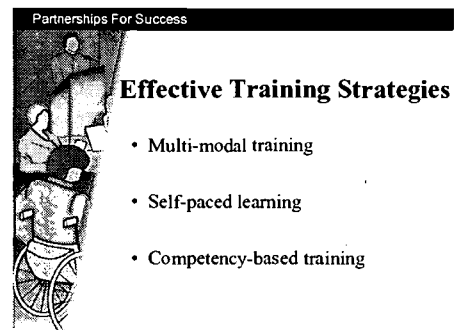 Partnerships For Success
Effective Training Strategies
• Multi-modal training
• Self-paced learning
• Competency-based training